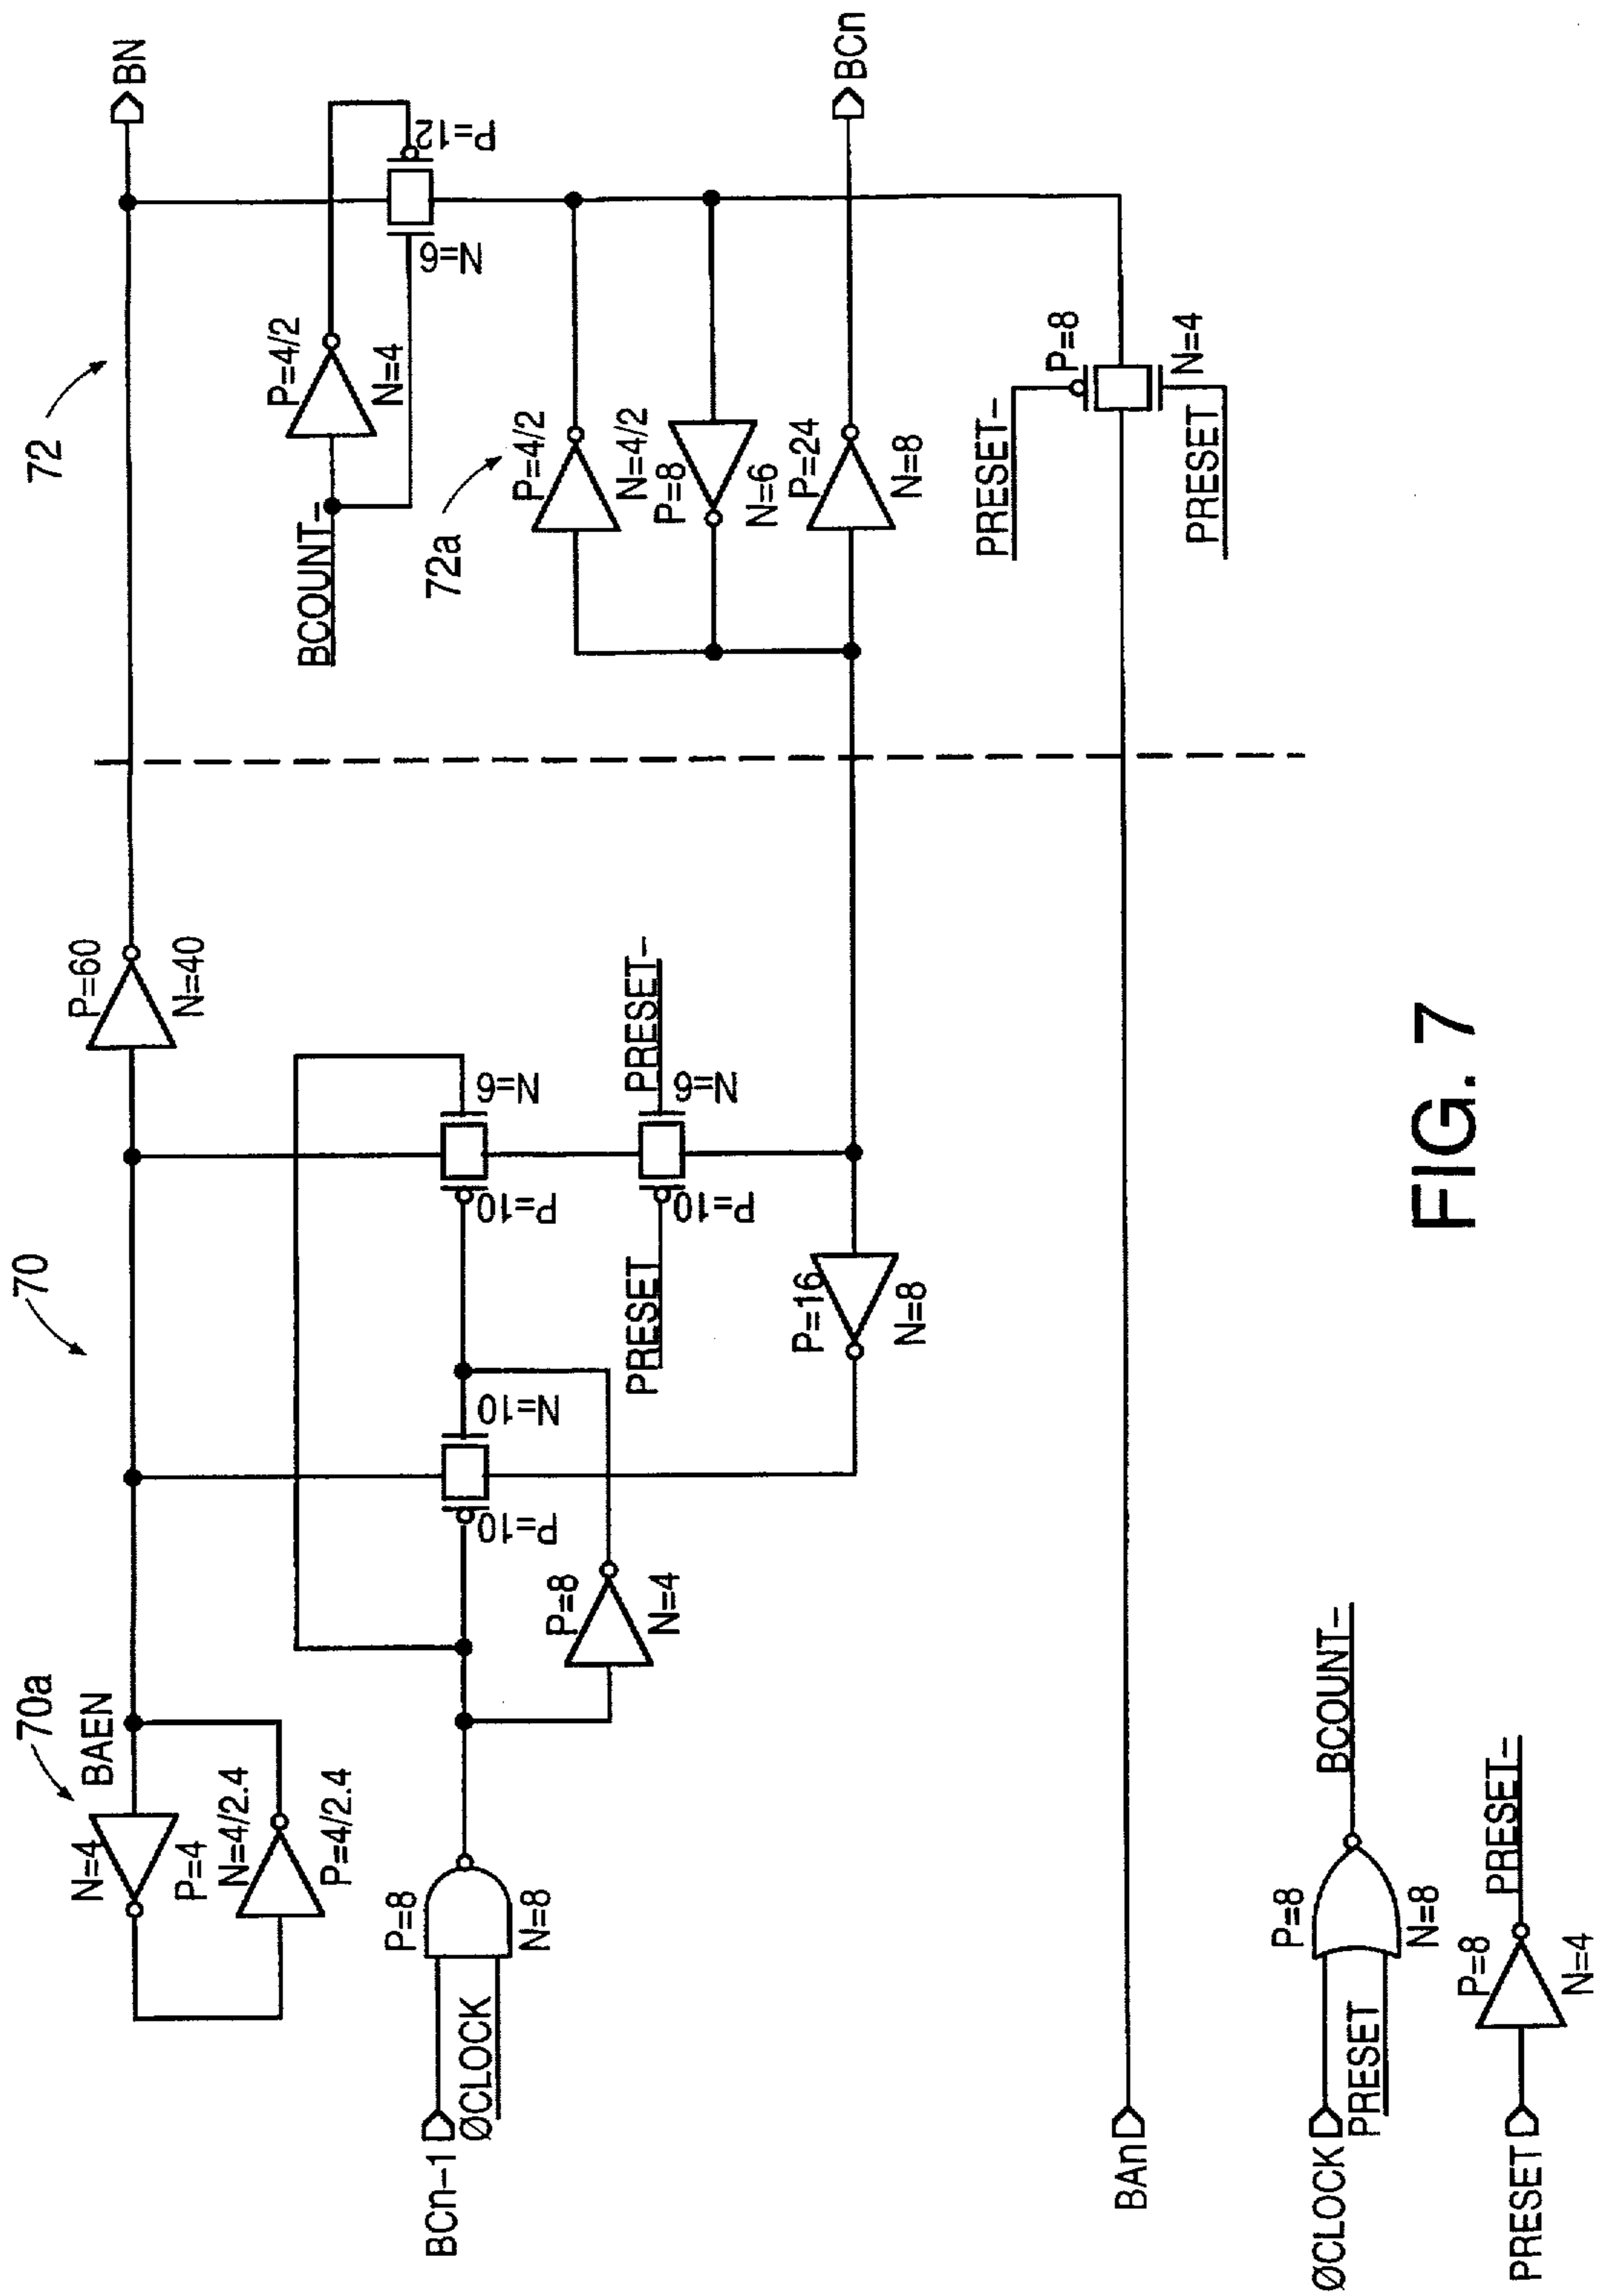 70
72
70a
BAEN
N=4
P=4
N=4/2.4
P=4/2.4
P=60
N=40
BN
BCOUNT-
P=4/2
N=4
P=12
N=6
72a
P=4/2
N=4/2
P=8
N=6
P=24
N=8
BCn
BCn-1
ØCLOCK
P=8
N=8
P=10
N=10
P=10
N=6
P=8
N=4
PRESET
PRESET-
P=10
N=6
P=16
N=8
PRESET-
P=8
N=4
PRESET
BAn
ØCLOCK
PRESET
P=8
N=8
BCOUNT-
PRESET
P=8
N=4
PRESET-
FIG. 7